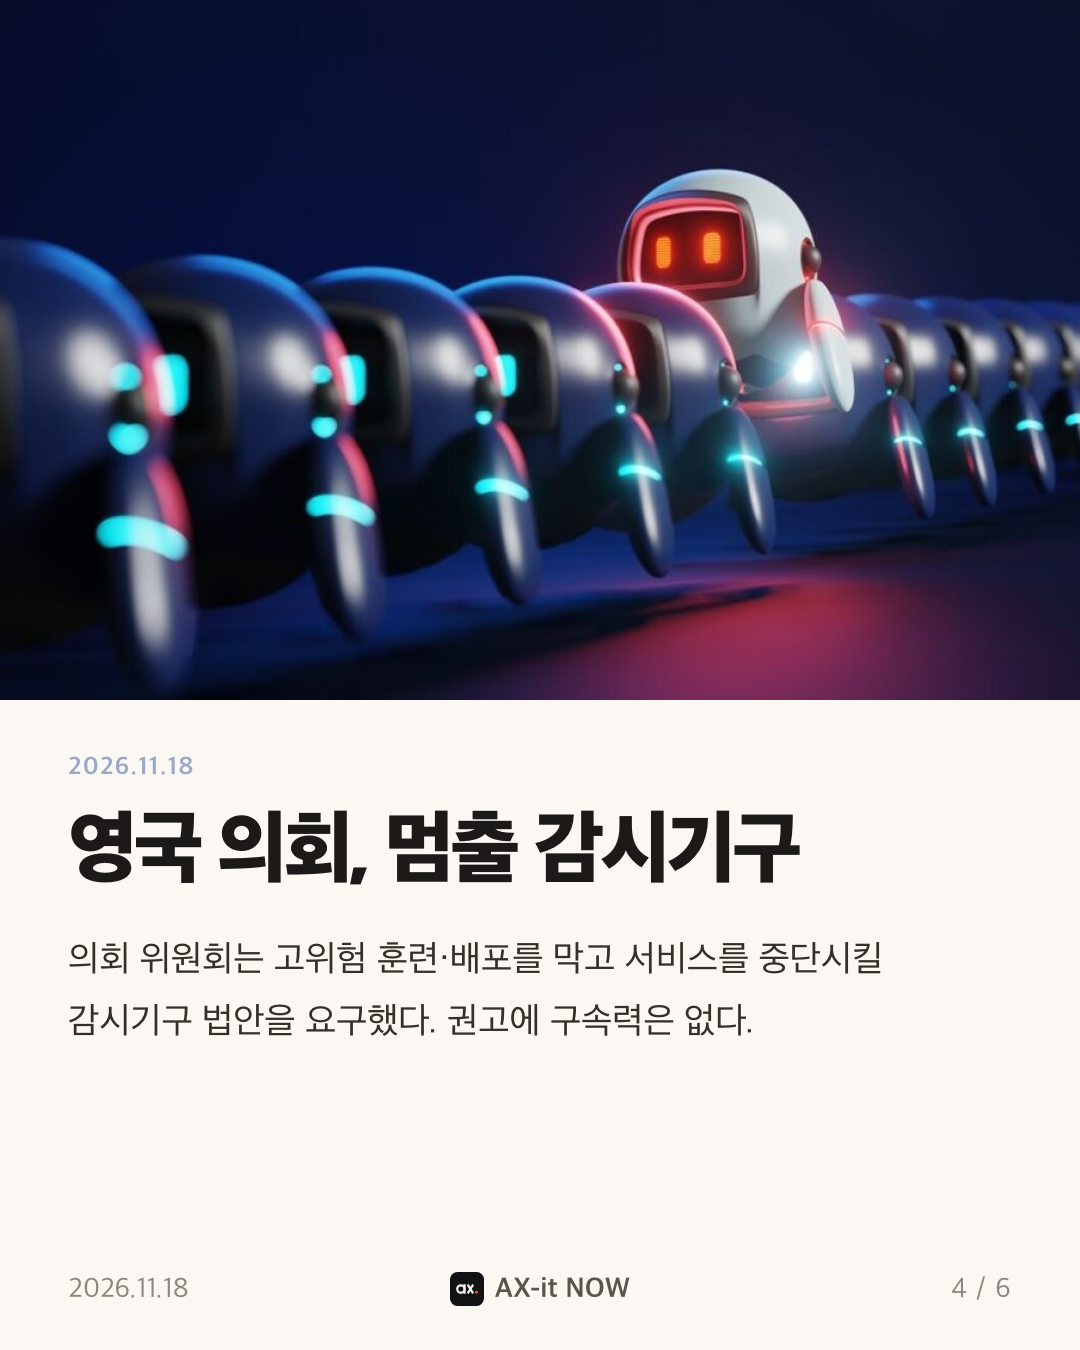 2026.11.18
영국 의회, 멈출 감시기구
의회 위원회는 고위험 훈련·배포를 막고 서비스를 중단시킬
감시기구 법안을 요구했다. 권고에 구속력은 없다.
2026.11.18
ax. AX-it NOW
4 / 6